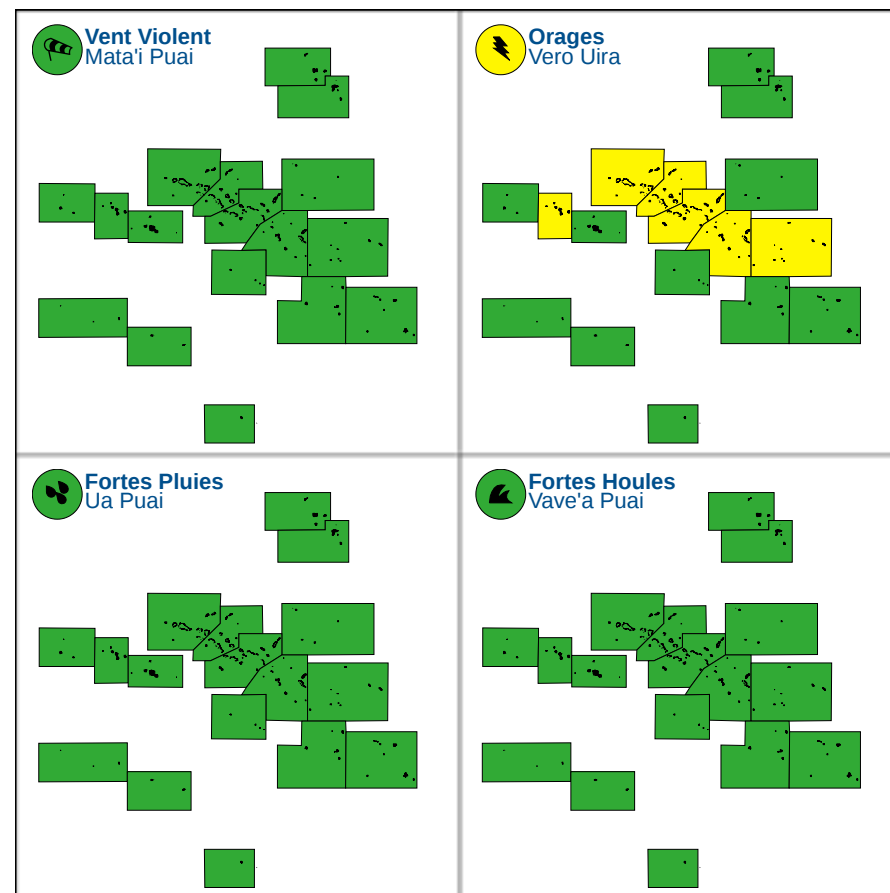 Vent Violent
Mata'i Puai
Orages
Vero Uira
Fortes Pluies
Ua Puai
Fortes Houles
Vave'a Puai